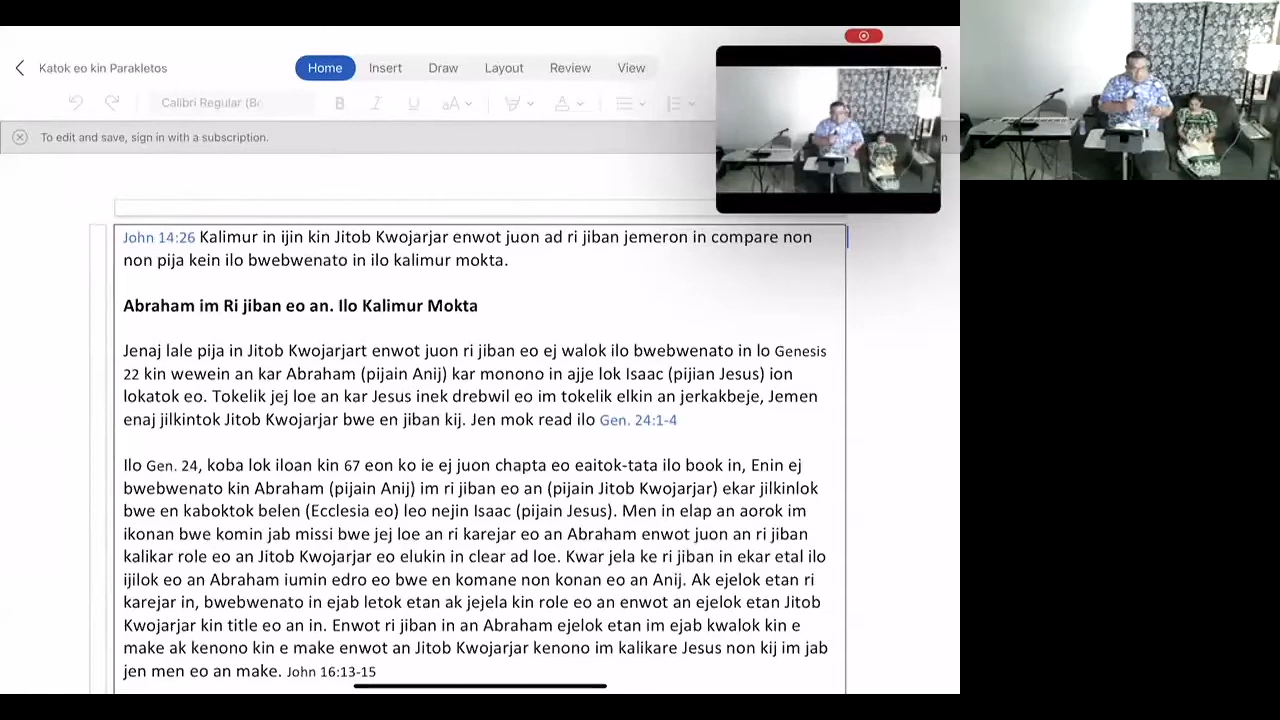 Katok eo kin Parakletos
Home Insert Draw Layout Review View
Calibri Regular (Bo
B I U aA A
To edit and save, sign in with a subscription.
John 14:26 Kalimur in ijin kin Jitob Kwojarjar enwot juon ad ri jiban jemeron in compare non
non pija kein ilo bwebwenato in ilo kalimur mokta.
Abraham im Ri jiban eo an. Ilo Kalimur Mokta
Jenaj lale pija in Jitob Kwojarjart enwot juon ri jiban eo ej walok ilo bwebwenato in lo Genesis
22 kin wewein an kar Abraham (pijain Anij) kar monono in ajje lok Isaac (pijian Jesus) ion
lokatok eo. Tokelik jej loe an kar Jesus inek drebwil eo im tokelik elkin an jerkakbeje, Jemen
enaj jilkintok Jitob Kwojarjar bwe en jiban kij. Jen mok read ilo Gen. 24:1-4
Ilo Gen. 24, koba lok iloan kin 67 eon ko ie ej juon chapta eo eaitok-tata ilo book in, Enin ej
bwebwenato kin Abraham (pijain Anij) im ri jiban eo an (pijain Jitob Kwojarjar) ekar jilkinlok
bwe en kaboktok belen (Ecclesia eo) leo nejin Isaac (pijain Jesus). Men in elap an aorok im
ikonan bwe komin jab missi bwe jej loe an ri karejar eo an Abraham enwot juon an ri jiban
kalikar role eo an Jitob Kwojarjar eo elukin in clear ad loe. Kwar jela ke ri jiban in ekar etal ilo
ijilok eo an Abraham iumin edro eo bwe en komane non konan eo an Anij. Ak ejelok etan ri
karejar in, bwebwenato in ejab letok etan ak jejela kin role eo an enwot an ejelok etan Jitob
Kwojarjar kin title eo an in. Enwot ri jiban in an Abraham ejelok etan im ejab kwalok kin e
make ak kenono kin e make enwot an Jitob Kwojarjar kenono im kalikare Jesus non kij im jab
jen men eo an make. John 16:13-15